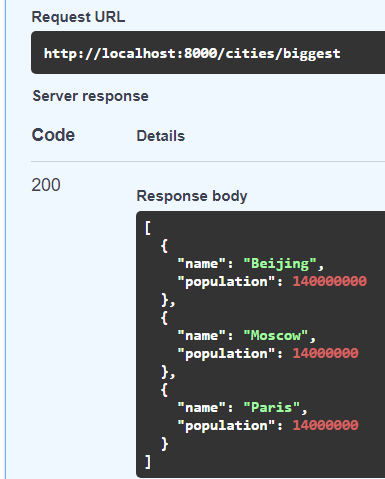 Request URL
http://localhost:8000/cities/biggest
Server response
Code Details
200
Response body
[
{
"name": "Beijing",
"population": 140000000
},
{
"name": "Moscow",
"population": 14000000
},
{
"name": "Paris",
"population": 14000000
}
]